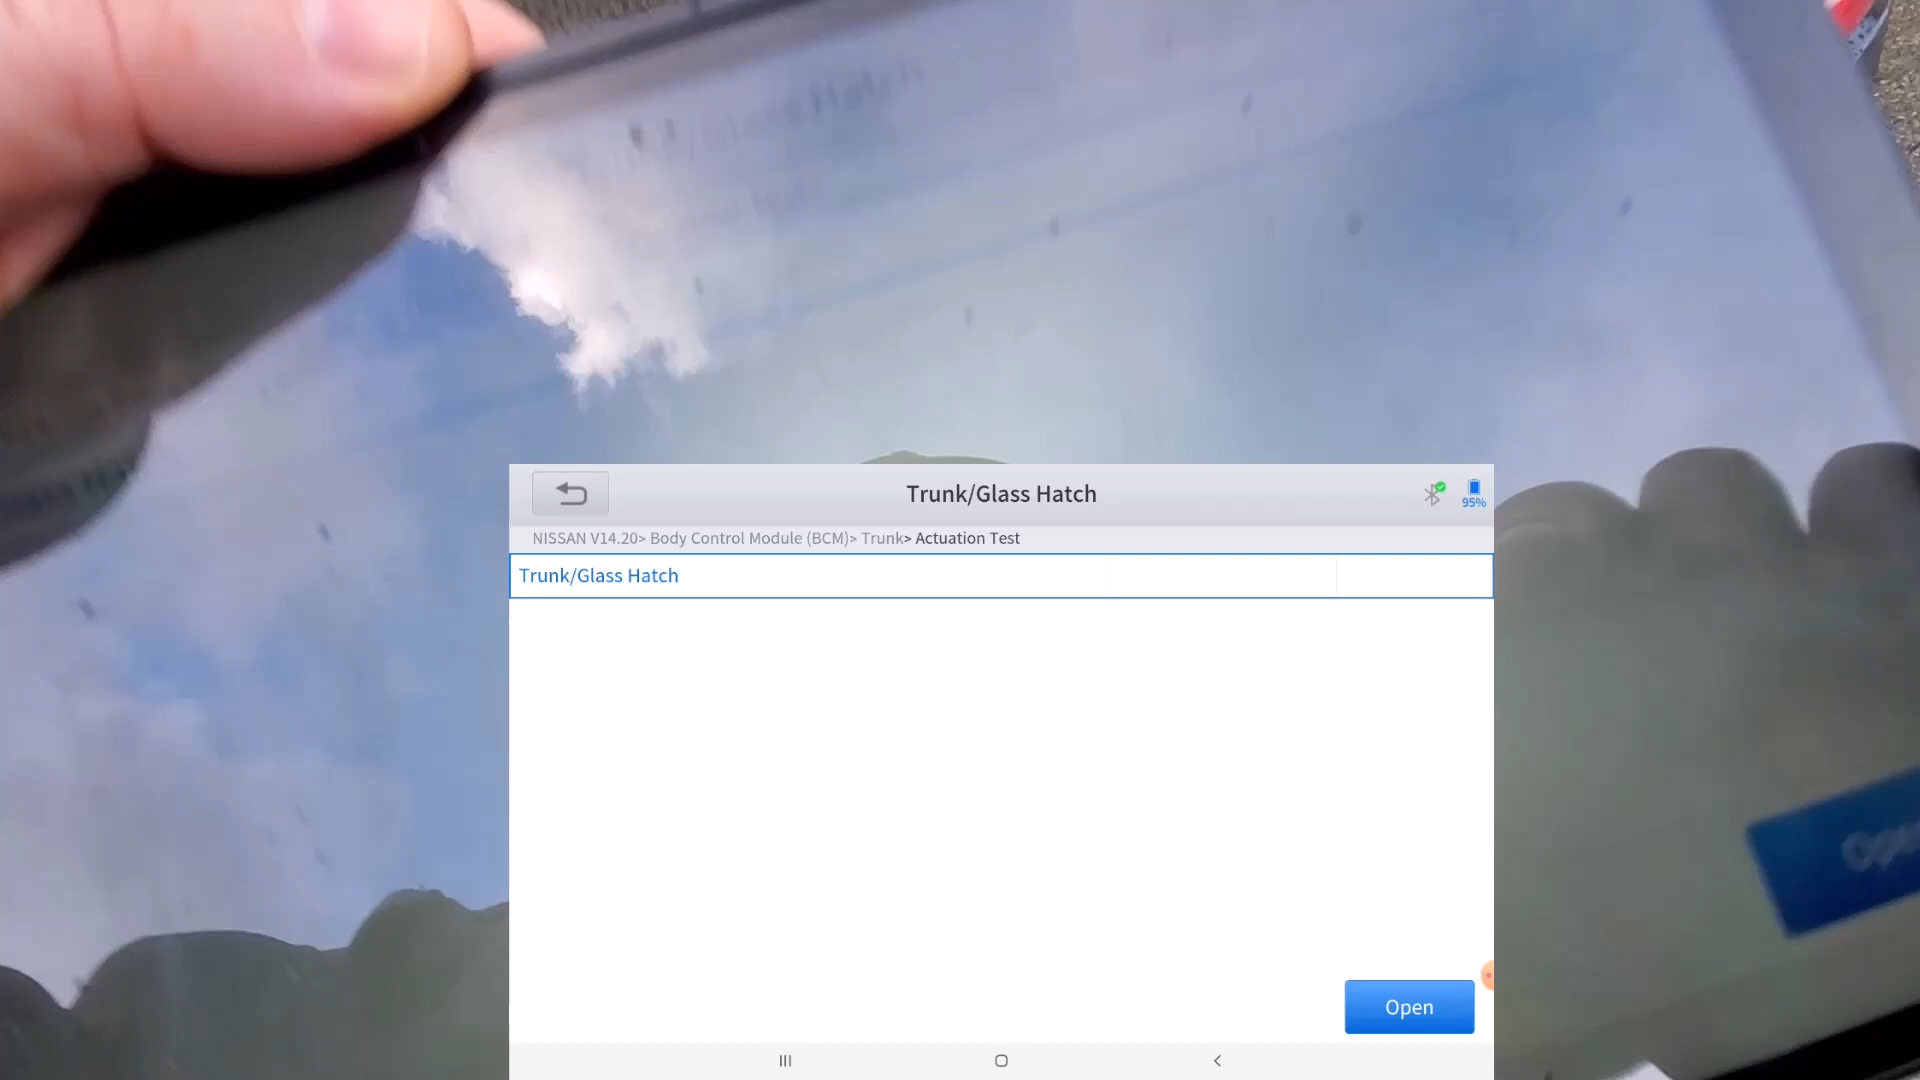 Trunk/Glass Hatch
95%
NISSAN V14.20> Body Control Module (BCM)> Trunk> Actuation Test
Trunk/Glass Hatch
Open